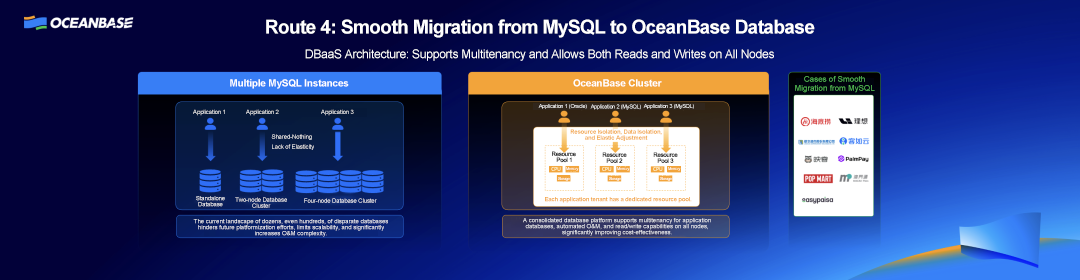 OCEANBASE
Route 4: Smooth Migration from MySQL to OceanBase Database
DBaaS Architecture: Supports Multitenancy and Allows Both Reads and Writes on All Nodes
Multiple MySQL Instances
Application 1
Application 2
Application 3
Shared-Nothing
Lack of Elasticity
Standalone
Database
Two-node Database
Cluster
Four-node Database Cluster
The current landscape of dozens, even hundreds, of disparate databases
hinders future platformization efforts, limits scalability, and significantly
increases O&M complexity.
OceanBase Cluster
Application 1 (Oracle)
Application 2 (MySQL)
Application 3 (MySQL)
Resource Isolation, Data Isolation,
and Elastic Adjustment
Resource
Pool 1
CPU
Memory
Storage
Resource
Pool 2
CPU
Memory
Storage
Resource
Pool 3
CPU
Memory
Storage
Each application tenant has a dedicated resource pool.
A consolidated database platform supports multitenancy for application
databases, automated O&M, and read/write capabilities on all nodes,
significantly improving cost-effectiveness.
Cases of Smooth
Migration from MySQL
海底捞
理想
客如云
映客
PalmPay
POP MART
easypaisa